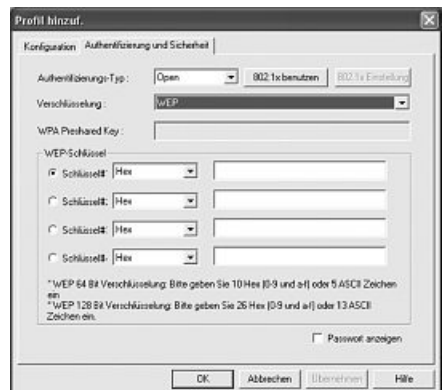 Profil hinzuf.
Konfiguration Authentifizierung und Sicherheit
Authentifizierungs-Typ : Open 802.1x benutzen 802.1x Einstellung
Verschlüsselung : WEP
WPA Preshared Key :
WEP-Schlüssel
Schlüssel#: Hex
Schlüssel#: Hex
Schlüssel#: Hex
Schlüssel#: Hex
*WEP 64 Bit Verschlüsselung: Bitte geben Sie 10 Hex (0-9 und a-f) oder 5 ASCII Zeichen
ein
*WEP 128 Bit Verschlüsselung: Bitte geben Sie 26 Hex (0-9 und a-f) oder 13 ASCII
Zeichen ein.
Passwort anzeigen
OK Abbrechen Übernehmen Hilfe